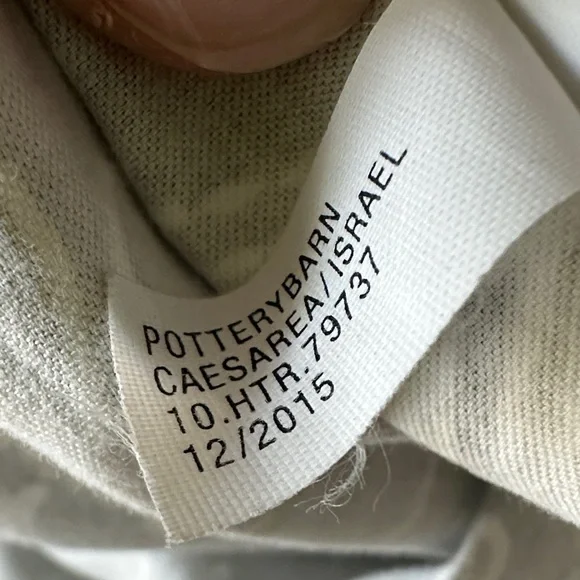 POTTERYBARN
CAESAREA/ISRAEL
10.HTR.79737
12/2015